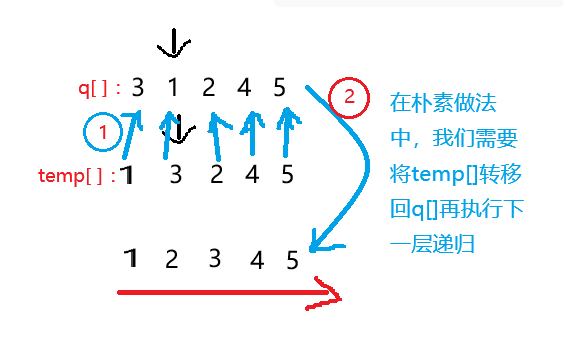 q[ ] : 3 1 2 4 5
① ②
temp[ ] : 1 3 2 4 5
1 2 3 4 5
在朴素做法
中，我们需要
将temp[]转移
回q[]再执行下
一层递归